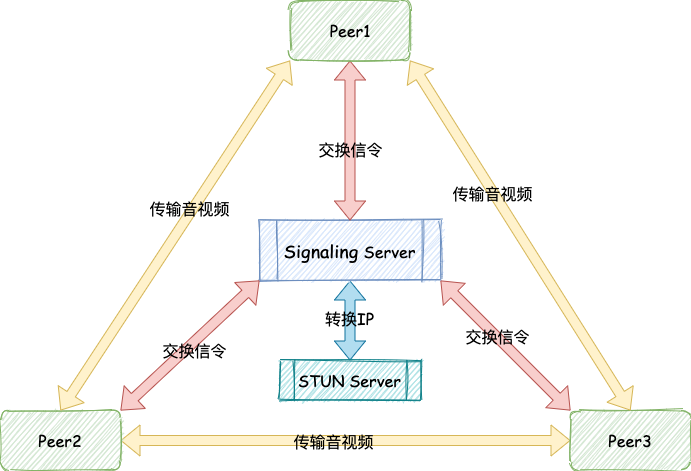 Peer1
交换信令
传输音视频
传输音视频
Signaling Server
转换IP
交换信令
交换信令
STUN Server
Peer2
传输音视频
Peer3